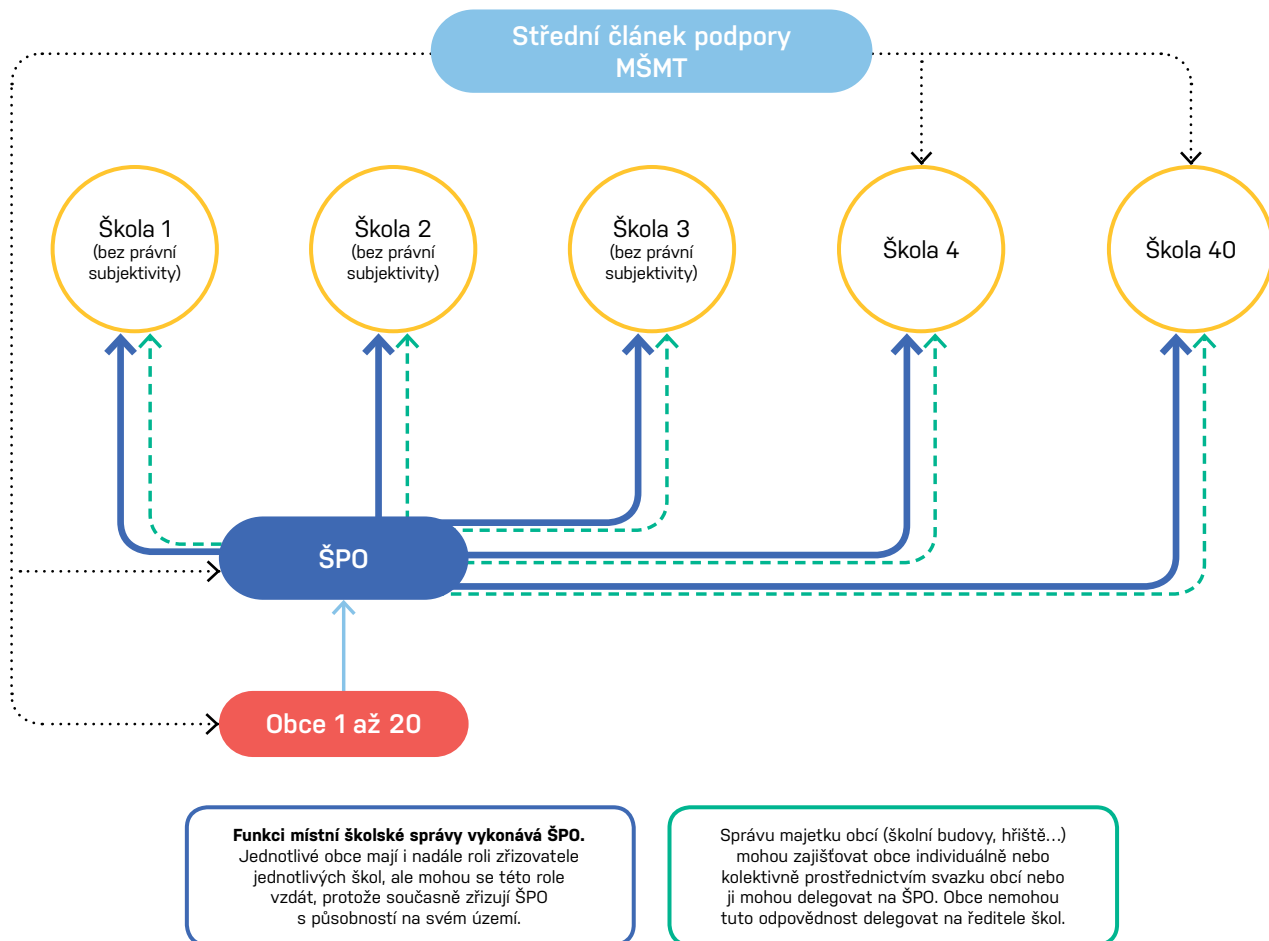 Střední článek podpory
MŠMT
Škola 1
(bez právní
subjektivity)
Škola 2
(bez právní
subjektivity)
Škola 3
(bez právní
subjektivity)
Škola 4
Škola 40
ŠPO
Obce 1 až 20
Funkci místní školské správy vykonává ŠPO.
Jednotlivé obce mají i nadále roli zřizovatele
jednotlivých škol, ale mohou se této role
vzdát, protože současně zřizují ŠPO
s působností na svém území.
Správu majetku obcí (školní budovy, hřiště…)
mohou zajišťovat obce individuálně nebo
kolektivně prostřednictvím svazku obcí nebo
ji mohou delegovat na ŠPO. Obce nemohou
tuto odpovědnost delegovat na ředitele škol.